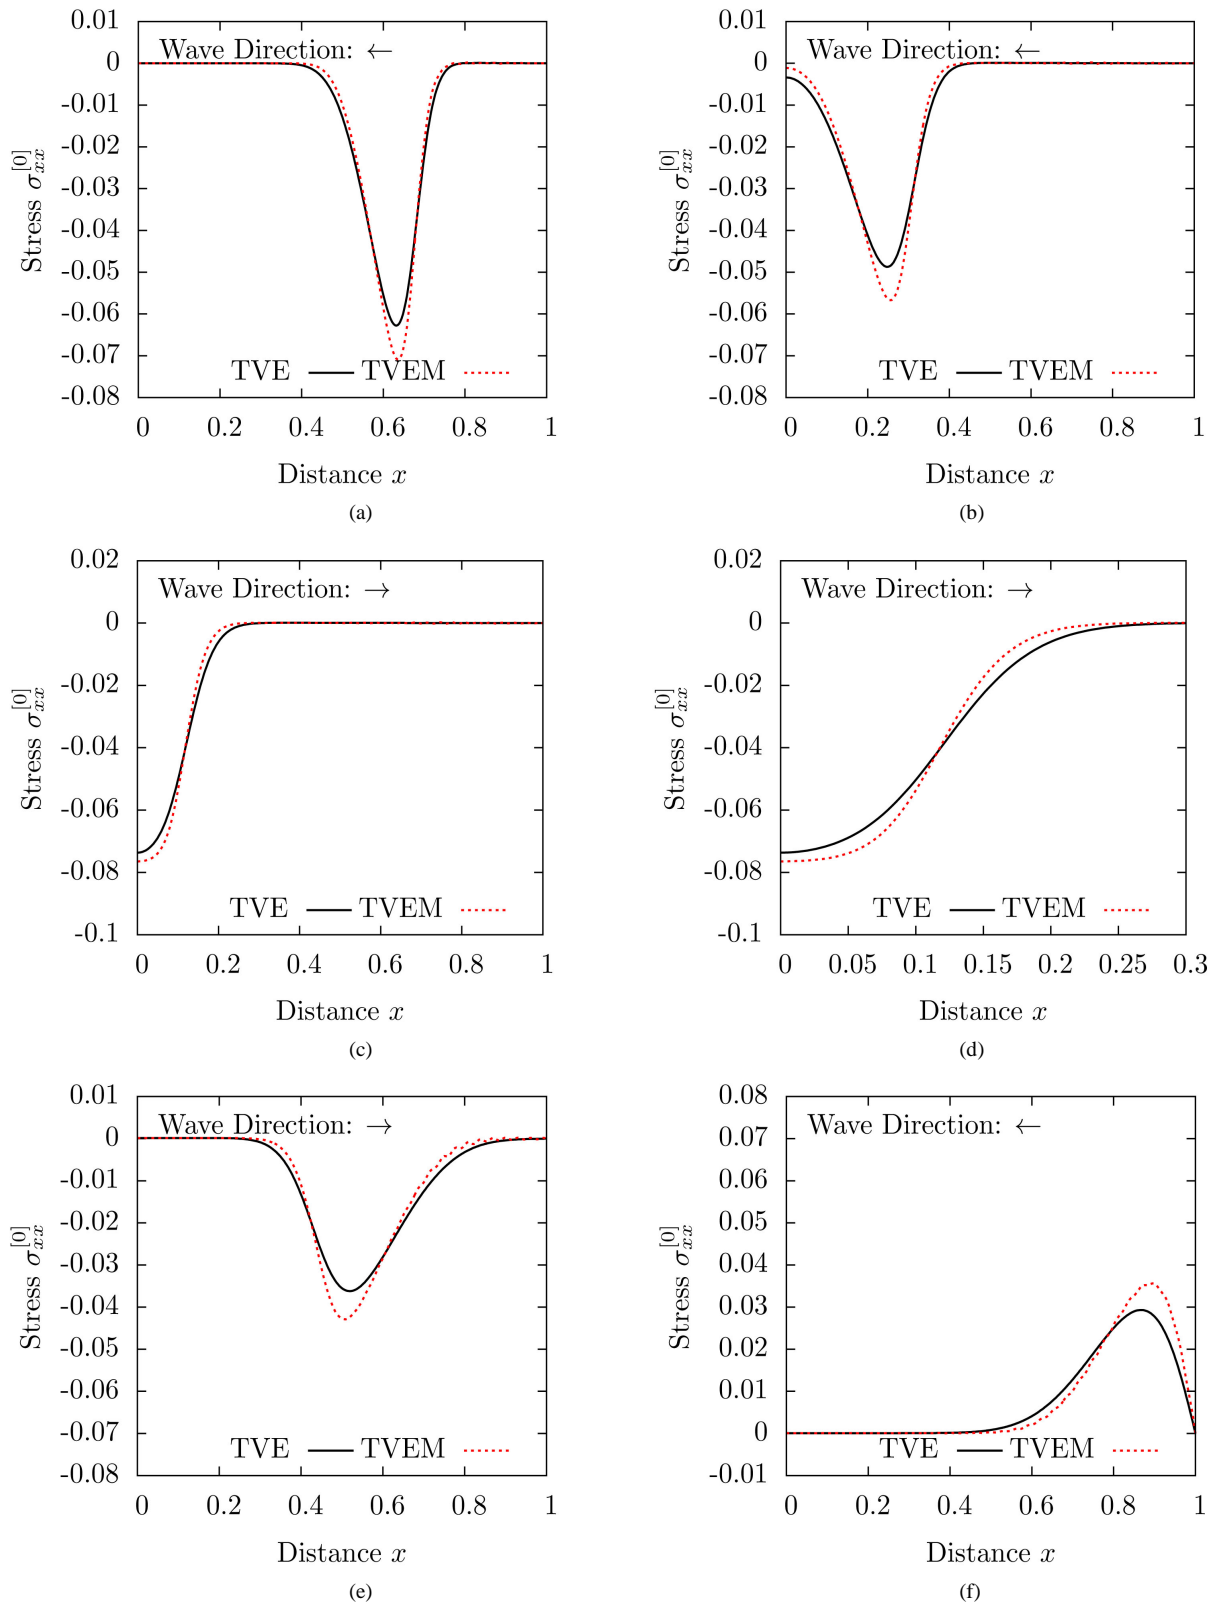 0.01
0
-0.01
-0.02
-0.03
-0.04
-0.05
-0.06
-0.07
-0.08
Wave Direction: ←
Stress σ_{xx}^{[0]}
TVE
TVEM
0 0.2 0.4 0.6 0.8 1
Distance x
(a)
0.01
0
-0.01
-0.02
-0.03
-0.04
-0.05
-0.06
-0.07
-0.08
Wave Direction: ←
Stress σ_{xx}^{[0]}
TVE
TVEM
0 0.2 0.4 0.6 0.8 1
Distance x
(b)
0.02
0
-0.02
-0.04
-0.06
-0.08
-0.1
Wave Direction: →
Stress σ_{xx}^{[0]}
TVE
TVEM
0 0.2 0.4 0.6 0.8 1
Distance x
(c)
0.02
0
-0.02
-0.04
-0.06
-0.08
-0.1
Wave Direction: →
Stress σ_{xx}^{[0]}
TVE
TVEM
0 0.05 0.1 0.15 0.2 0.25 0.3
Distance x
(d)
0.01
0
-0.01
-0.02
-0.03
-0.04
-0.05
-0.06
-0.07
-0.08
Wave Direction: →
Stress σ_{xx}^{[0]}
TVE
TVEM
0 0.2 0.4 0.6 0.8 1
Distance x
(e)
0.08
0.07
0.06
0.05
0.04
0.03
0.02
0.01
0
-0.01
Wave Direction: ←
Stress σ_{xx}^{[0]}
TVE
TVEM
0 0.2 0.4 0.6 0.8 1
Distance x
(f)